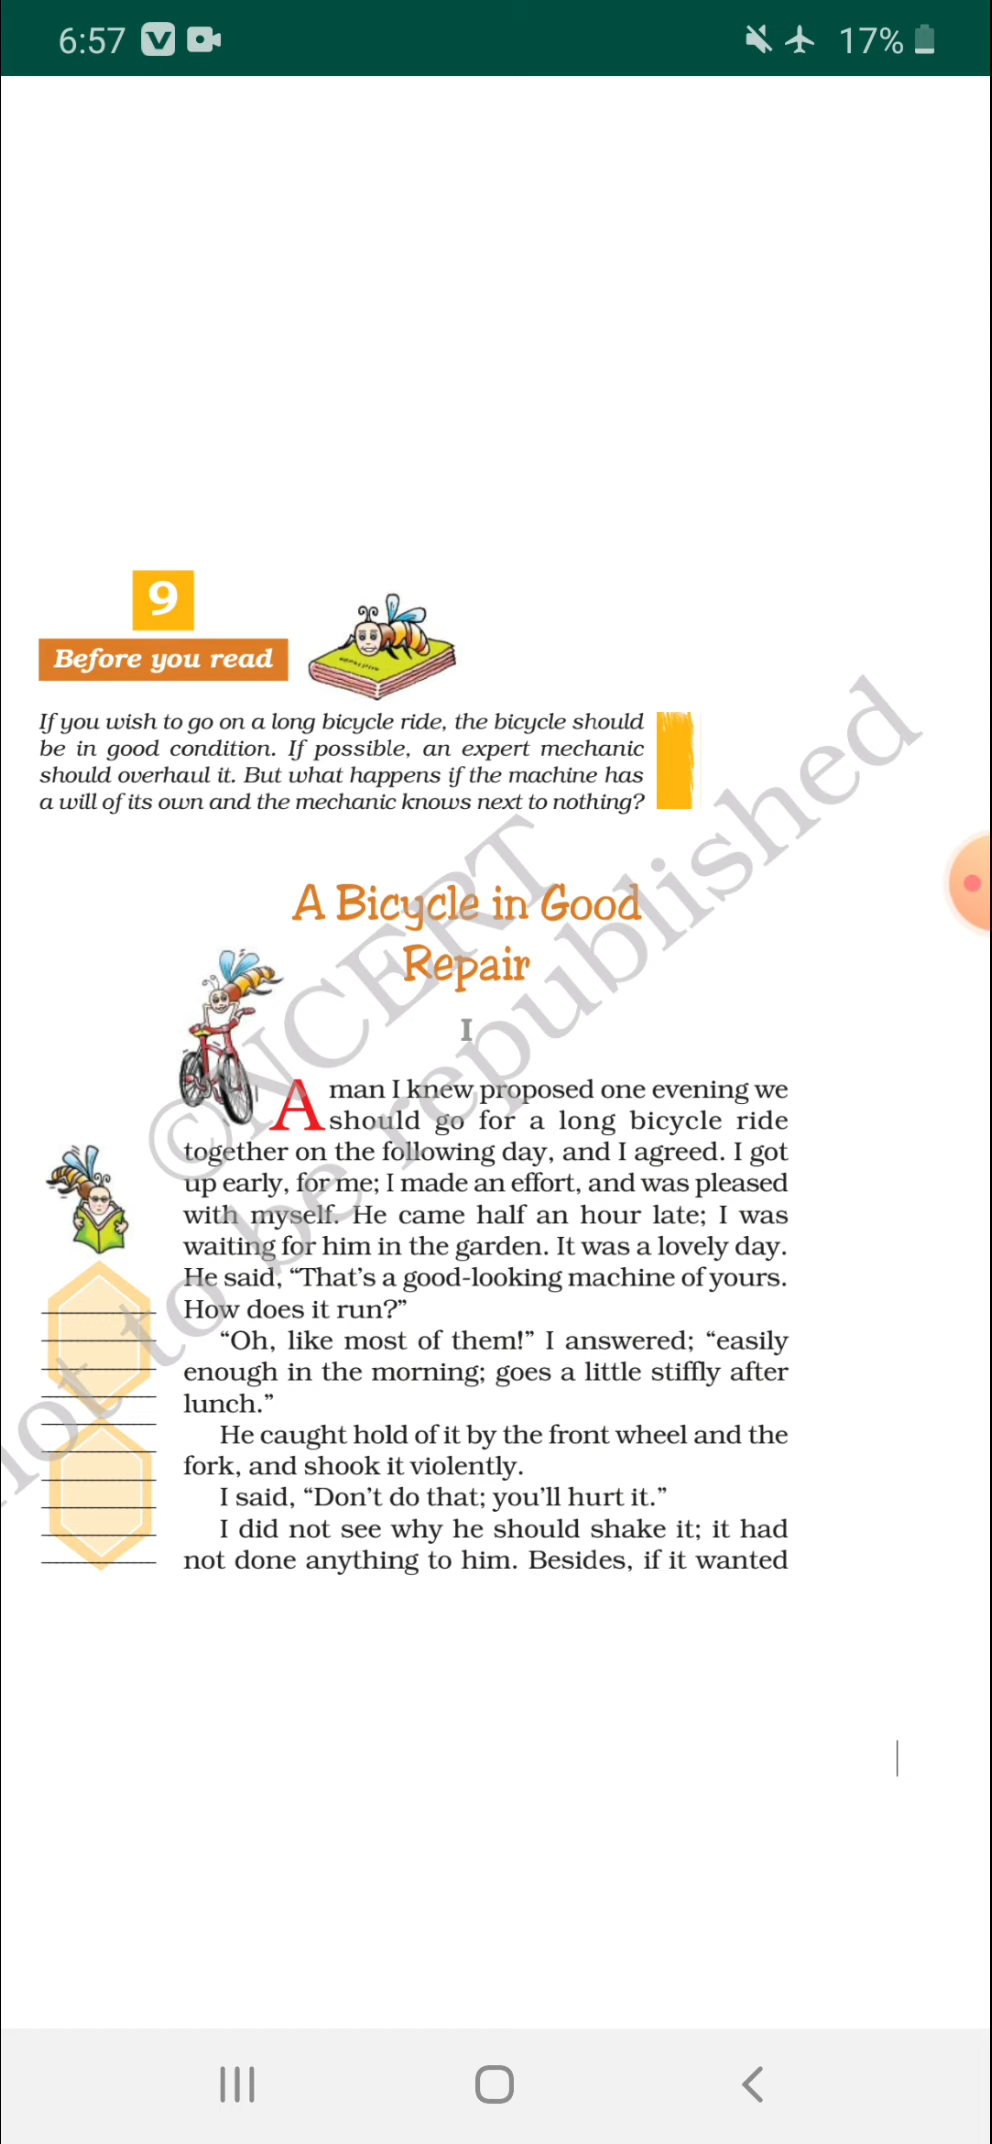 6:57
17%
9
Before you read
If you wish to go on a long bicycle ride, the bicycle should
be in good condition. If possible, an expert mechanic
should overhaul it. But what happens if the machine has
a will of its own and the mechanic knows next to nothing?
A Bicycle in Good
Repair
I
A man I knew proposed one evening we
should go for a long bicycle ride
together on the following day, and I agreed. I got
up early, for me; I made an effort, and was pleased
with myself. He came half an hour late; I was
waiting for him in the garden. It was a lovely day.
He said, “That’s a good-looking machine of yours.
How does it run?”
“Oh, like most of them!” I answered; “easily
enough in the morning; goes a little stiffly after
lunch.”
He caught hold of it by the front wheel and the
fork, and shook it violently.
I said, “Don’t do that; you’ll hurt it.”
I did not see why he should shake it; it had
not done anything to him. Besides, if it wanted
©NCERT
not to be republished